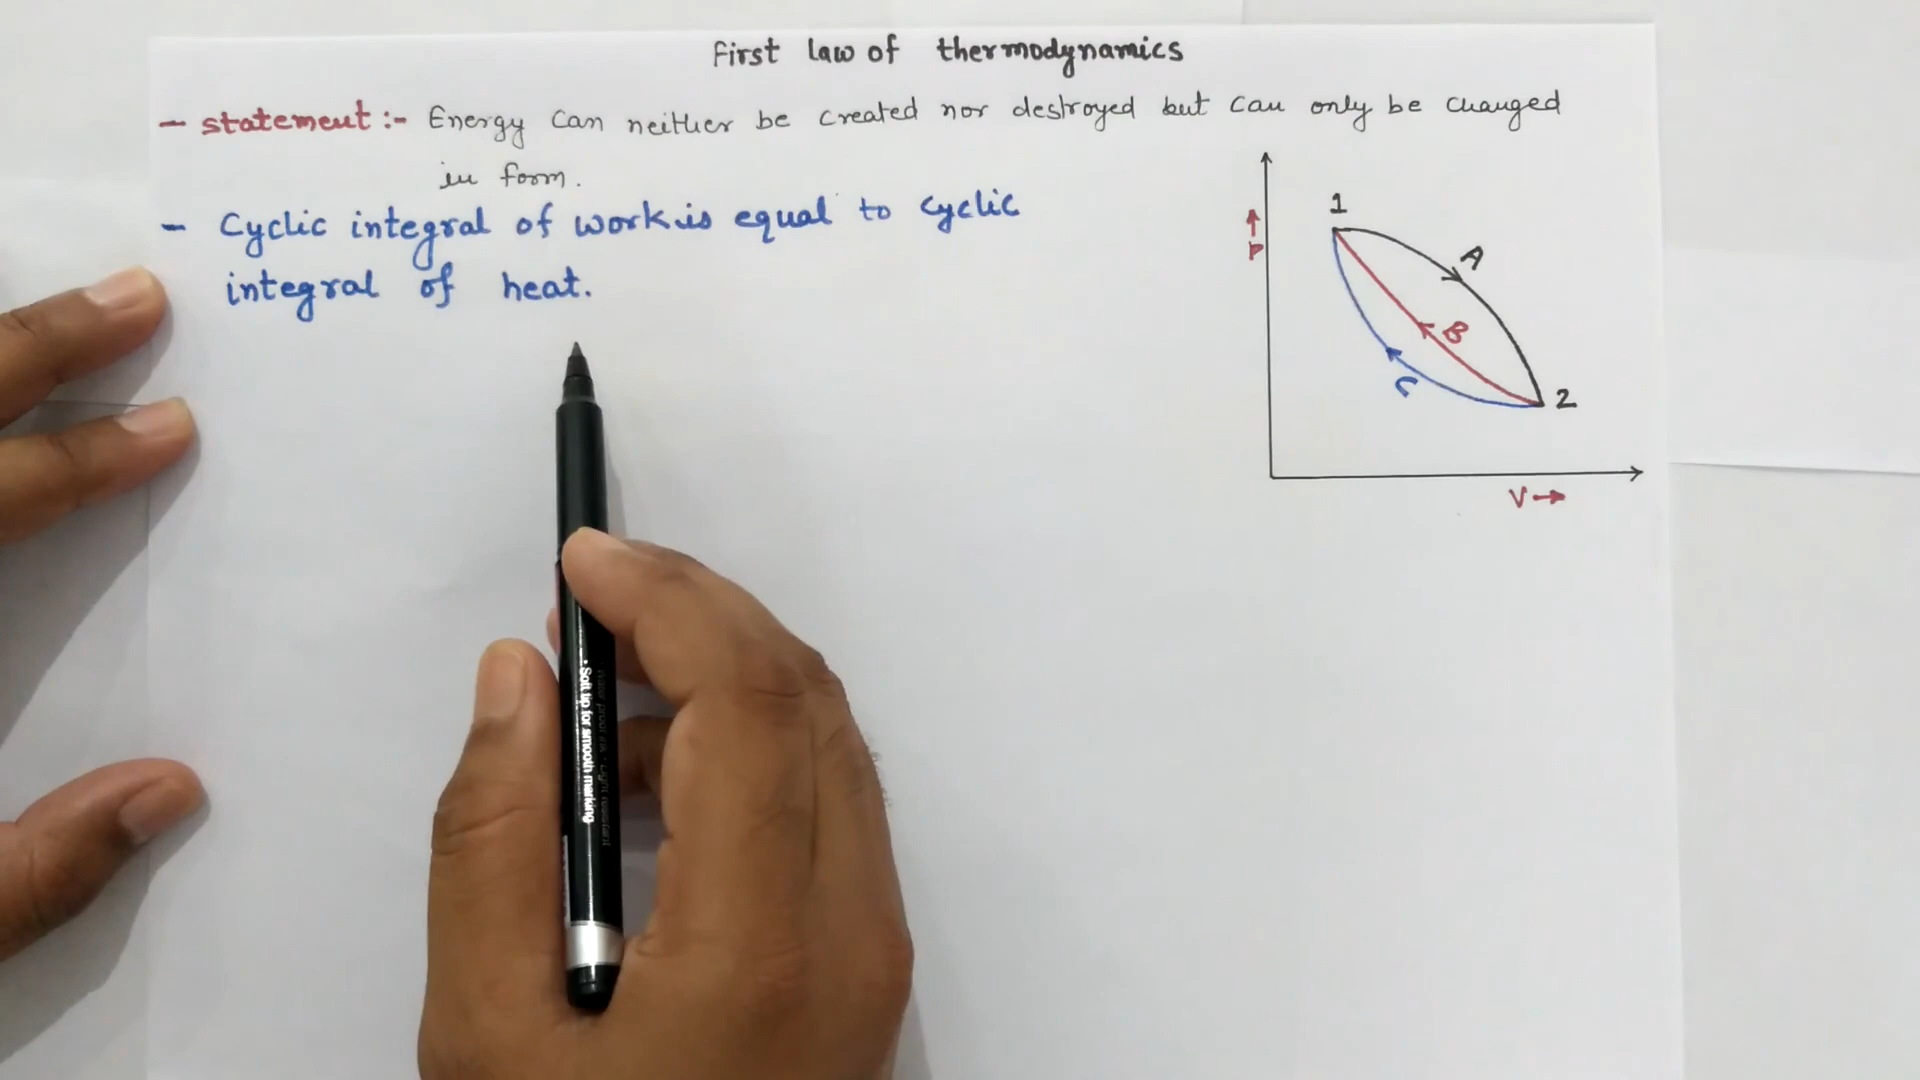 First law of thermodynamics
- statement :- Energy can neither be created nor destroyed but can only be changed
in form.
- Cyclic integral of work is equal to cyclic
integral of heat.
1
A
P
B
C
2
V
• Soft tip for smooth marking